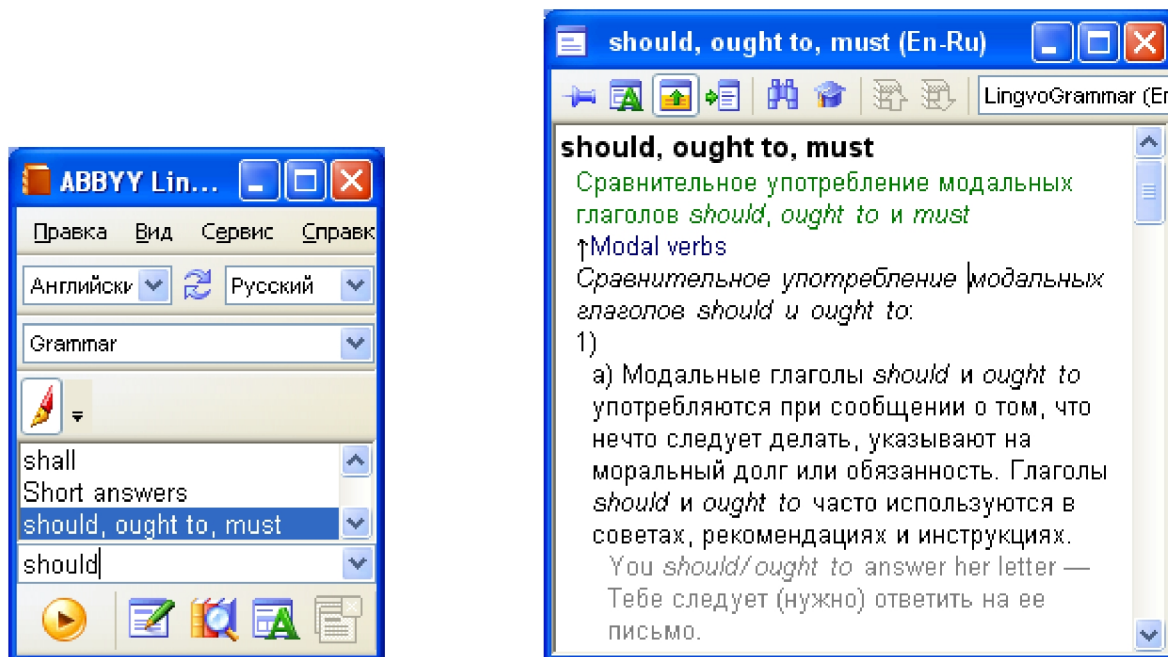 ABBYY Lin...
Правка Вид Сервис Справк
Английски Русский
Grammar
shall
Short answers
should, ought to, must
should
should, ought to, must (En-Ru)
LingvoGrammar (En
should, ought to, must
Сравнительное употребление модальных
глаголов should, ought to и must
↑Modal verbs
Сравнительное употребление модальных
глаголов should и ought to:
1)
а) Модальные глаголы should и ought to
употребляются при сообщении о том, что
нечто следует делать, указывают на
моральный долг или обязанность. Глаголы
should и ought to часто используются в
советах, рекомендациях и инструкциях.
You should/ought to answer her letter —
Тебе следует (нужно) ответить на ее
письмо.